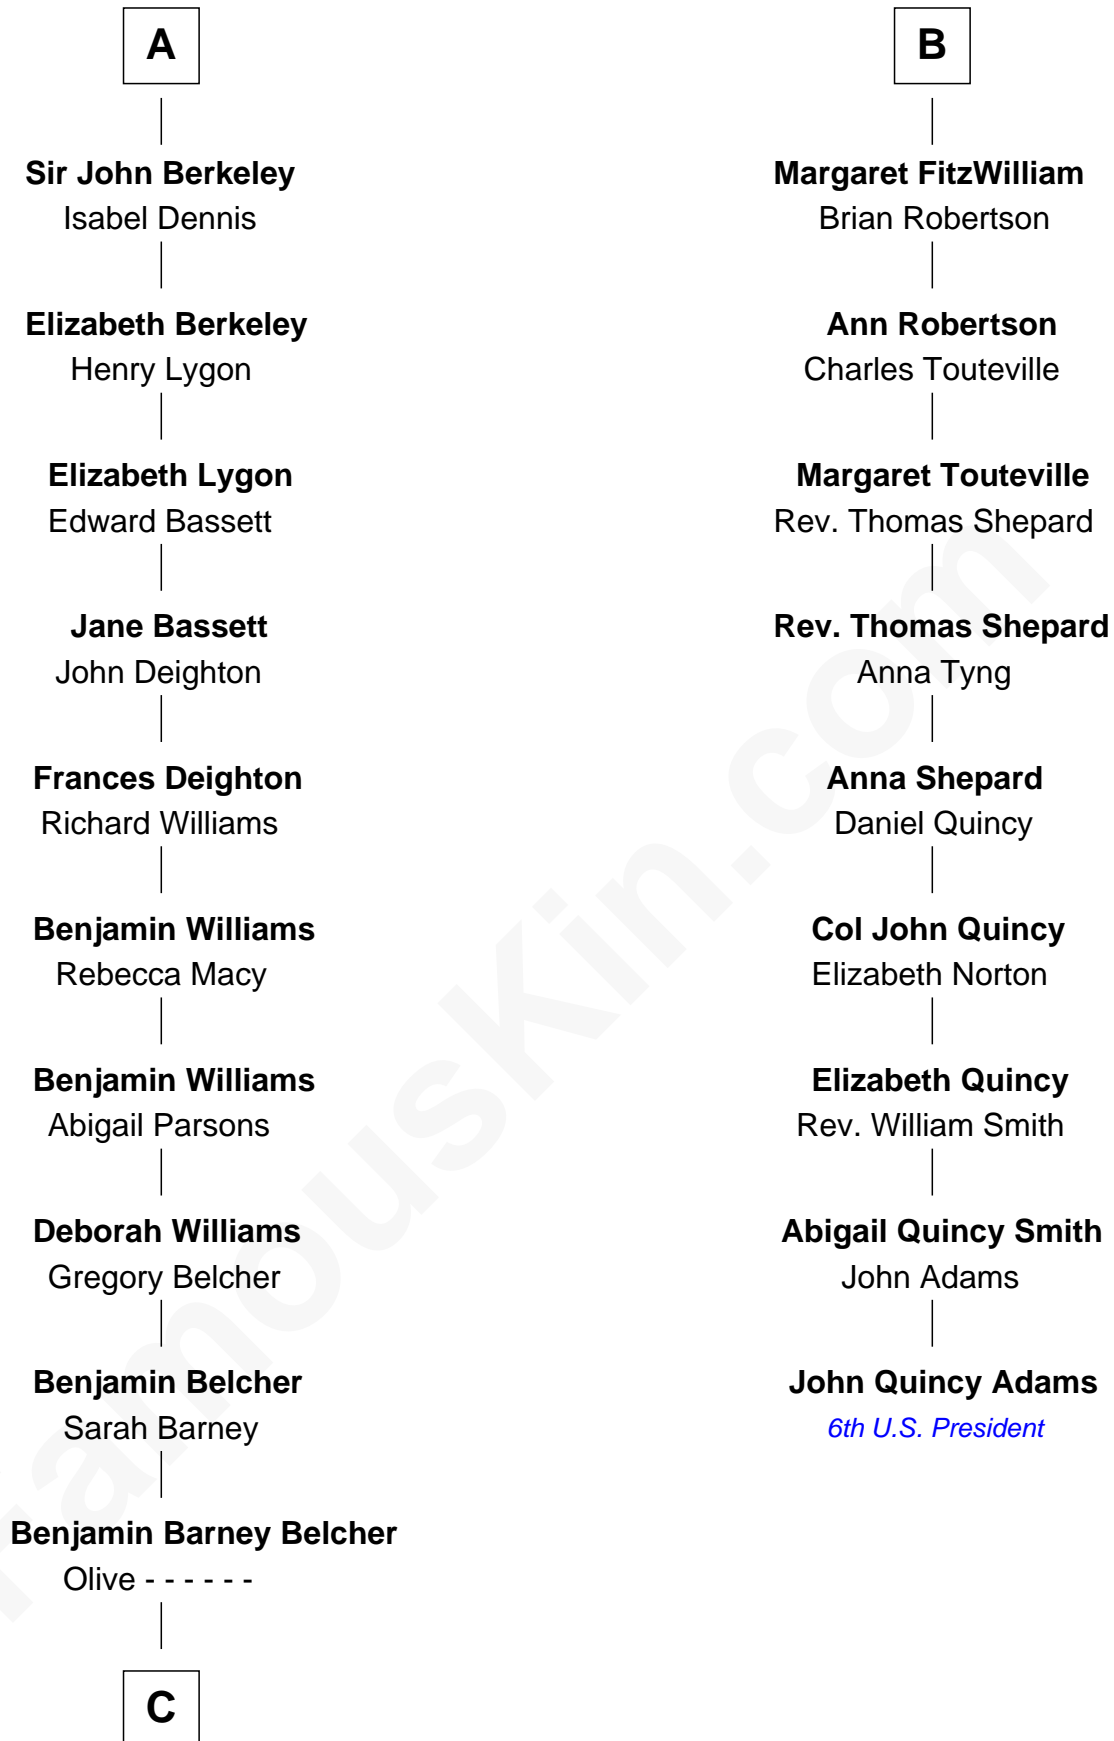 A
Sir John Berkeley
Isabel Dennis
Elizabeth Berkeley
Henry Lygon
Elizabeth Lygon
Edward Bassett
Jane Bassett
John Deighton
Frances Deighton
Richard Williams
Benjamin Williams
Rebecca Macy
Benjamin Williams
Abigail Parsons
Deborah Williams
Gregory Belcher
Benjamin Belcher
Sarah Barney
Benjamin Barney Belcher
Olive - - - - - -
C
B
Margaret FitzWilliam
Brian Robertson
Ann Robertson
Charles Touteville
Margaret Touteville
Rev. Thomas Shepard
Rev. Thomas Shepard
Anna Tyng
Anna Shepard
Daniel Quincy
Col John Quincy
Elizabeth Norton
Elizabeth Quincy
Rev. William Smith
Abigail Quincy Smith
John Adams
John Quincy Adams
6th U.S. President
FamousKin.com